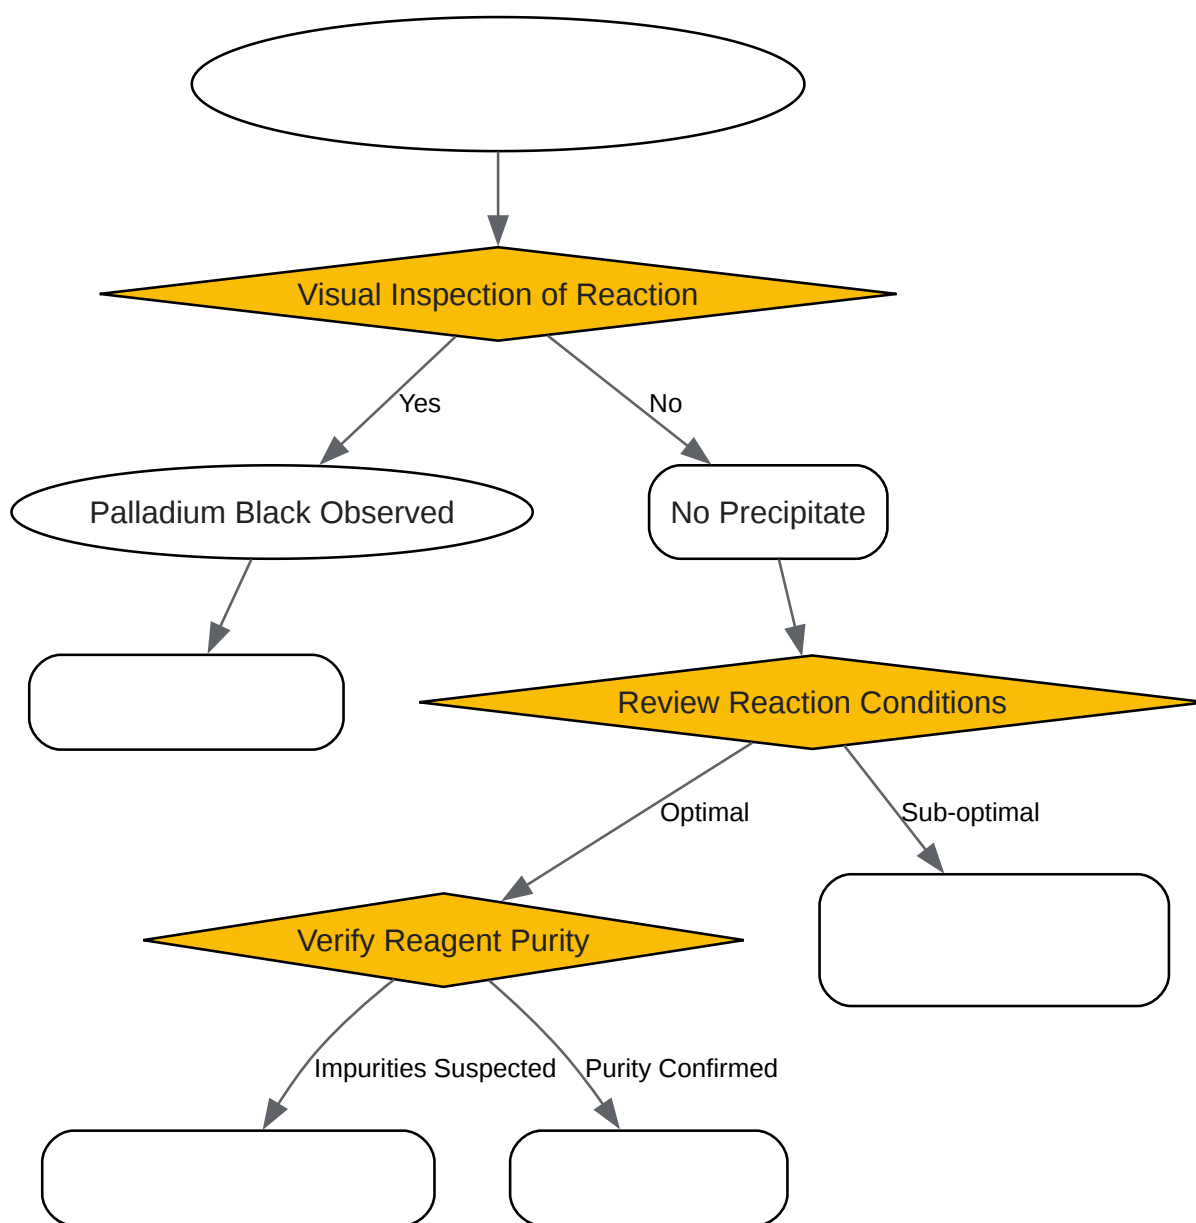 Visual Inspection of Reaction
Yes
No
Palladium Black Observed
No Precipitate
Review Reaction Conditions
Optimal
Sub-optimal
Verify Reagent Purity
Impurities Suspected
Purity Confirmed